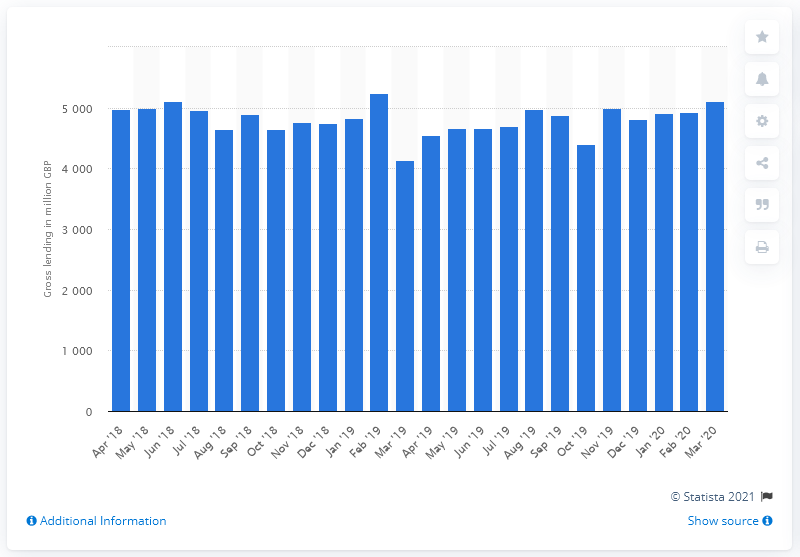 5 000
4 000
3 000
2 000
1 000
0
Gross lending in million GBP
Apr '18
May '18
Jun '18
Jul '18
Aug '18
Sep '18
Oct '18
Nov '18
Dec '18
Jan '19
Feb '19
Mar '19
Apr '19
May '19
Jun '19
Jul '19
Aug '19
Sep '19
Oct '19
Nov '19
Dec '19
Jan '20
Feb '20
Mar '20
© Statista 2021
Additional Information
Show source